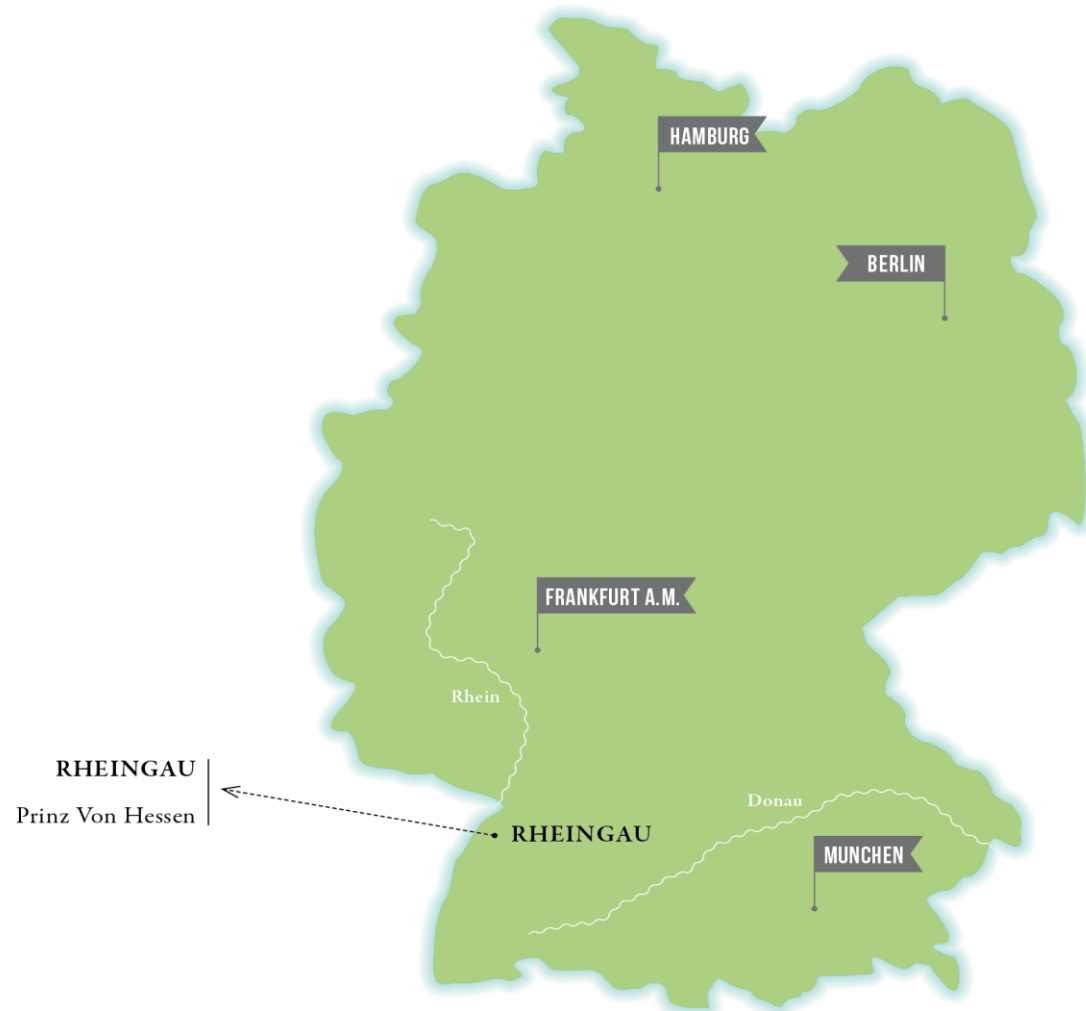 HAMBURG
BERLIN
FRANKFURT A.M.
Rhein
RHEINGAU
Prinz Von Hessen
Donau
RHEINGAU
MUNCHEN